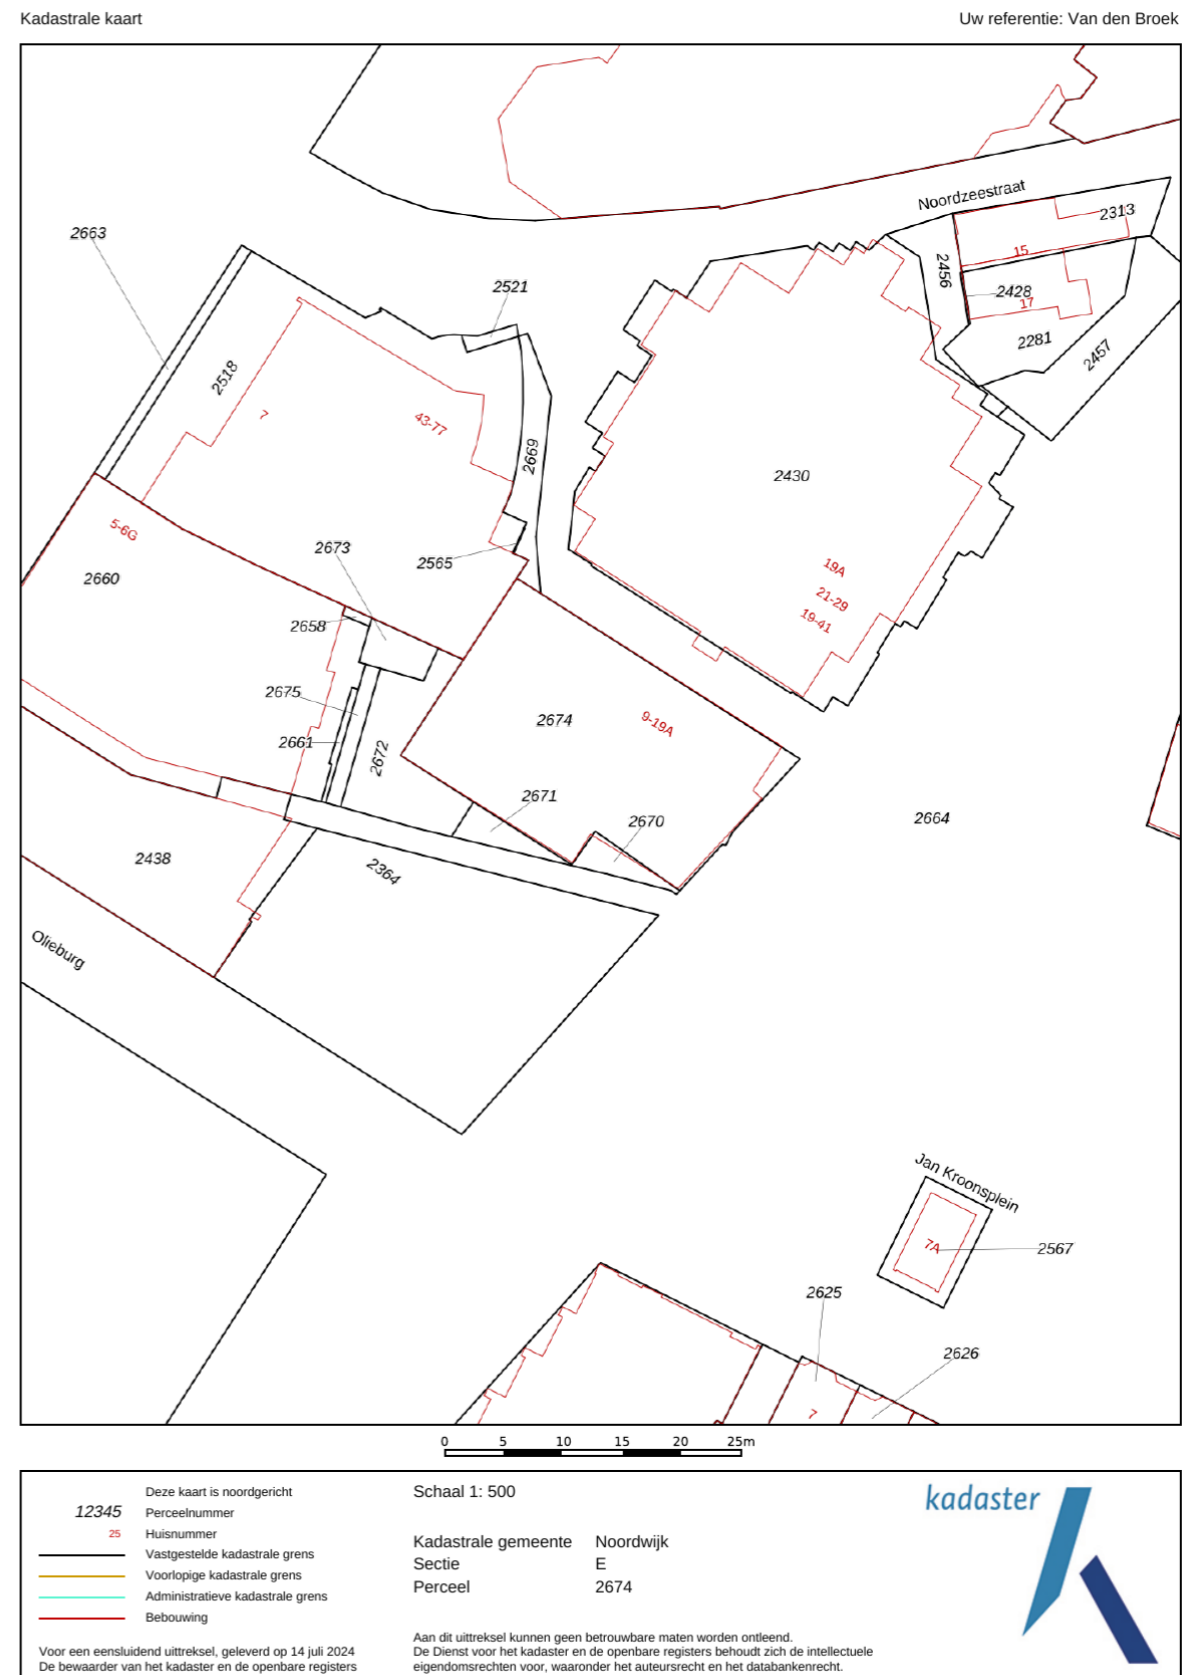 Kadastrale kaart
Uw referentie: Van den Broek
Noordzeestraat
2313
2663
15
2456
2428
2521
17
2281
2457
2518
7
43-77
2669
2430
5-6G
2673
2565
19A
2660
21-29
2658
19-41
2675
2674
9-19A
2661
2672
2671
2670
2664
2438
2364
Olieburg
Jan Kroonsplein
7A
2567
2625
2626
7
0 5 10 15 20 25m
Deze kaart is noordgericht
12345 Perceelnummer
25 Huisnummer
Vastgestelde kadastrale grens
Voorlopige kadastrale grens
Administratieve kadastrale grens
Bebouwing
Voor een eensluidend uittreksel, geleverd op 14 juli 2024
De bewaarder van het kadaster en de openbare registers
Schaal 1: 500
Kadastrale gemeente Noordwijk
Sectie E
Perceel 2674
Aan dit uittreksel kunnen geen betrouwbare maten worden ontleend.
De Dienst voor het kadaster en de openbare registers behoudt zich de intellectuele
eigendomsrechten voor, waaronder het auteursrecht en het databankenrecht.
kadaster